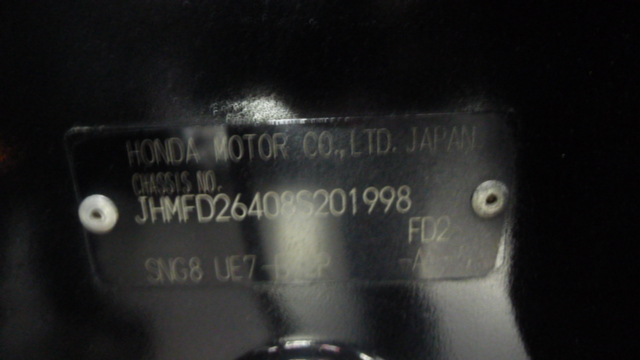 HONDA MOTOR CO.,LTD. JAPAN
CHASSIS NO.
JHMFD26408S201998
FD2
SNG8